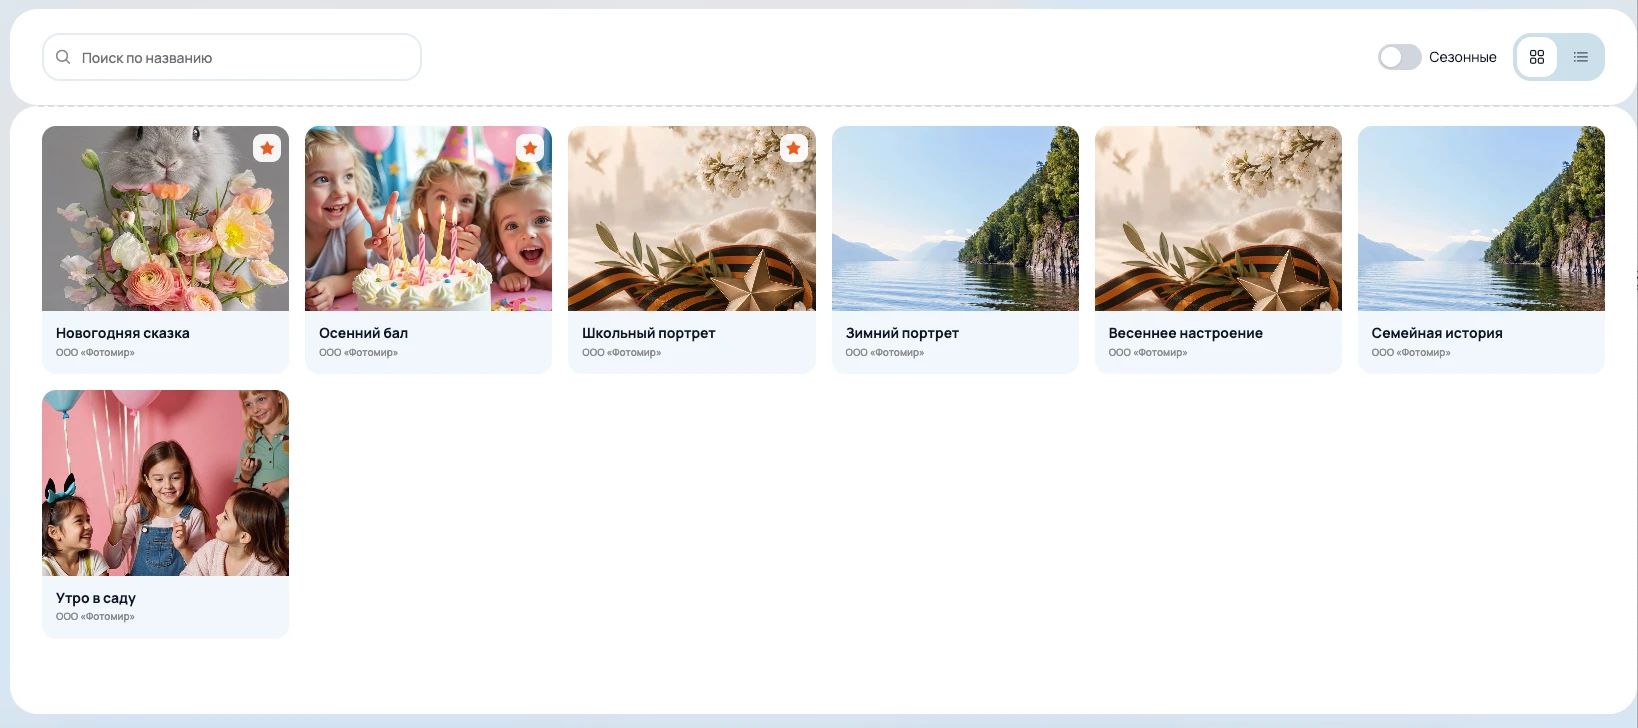 Поиск по названию
Сезонные
Новогодняя сказка
ООО «Фотомир»
Осенний бал
ООО «Фотомир»
Школьный портрет
ООО «Фотомир»
Зимний портрет
ООО «Фотомир»
Весеннее настроение
ООО «Фотомир»
Семейная история
ООО «Фотомир»
Утро в саду
ООО «Фотомир»